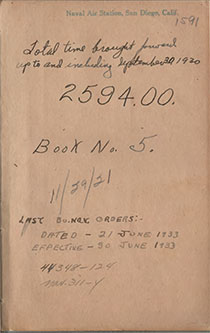 Naval Air Station, San Diego, Calif.
1591
Total time brought forward
up to and including September 30, 1920
2594.00.
Book No. 5.
11/29/21
LAST DU. NAV. ORDERS:-
DATED - 21 JUNE 1933
EFFECTIVE - 30 JUNE 1933
44348-124